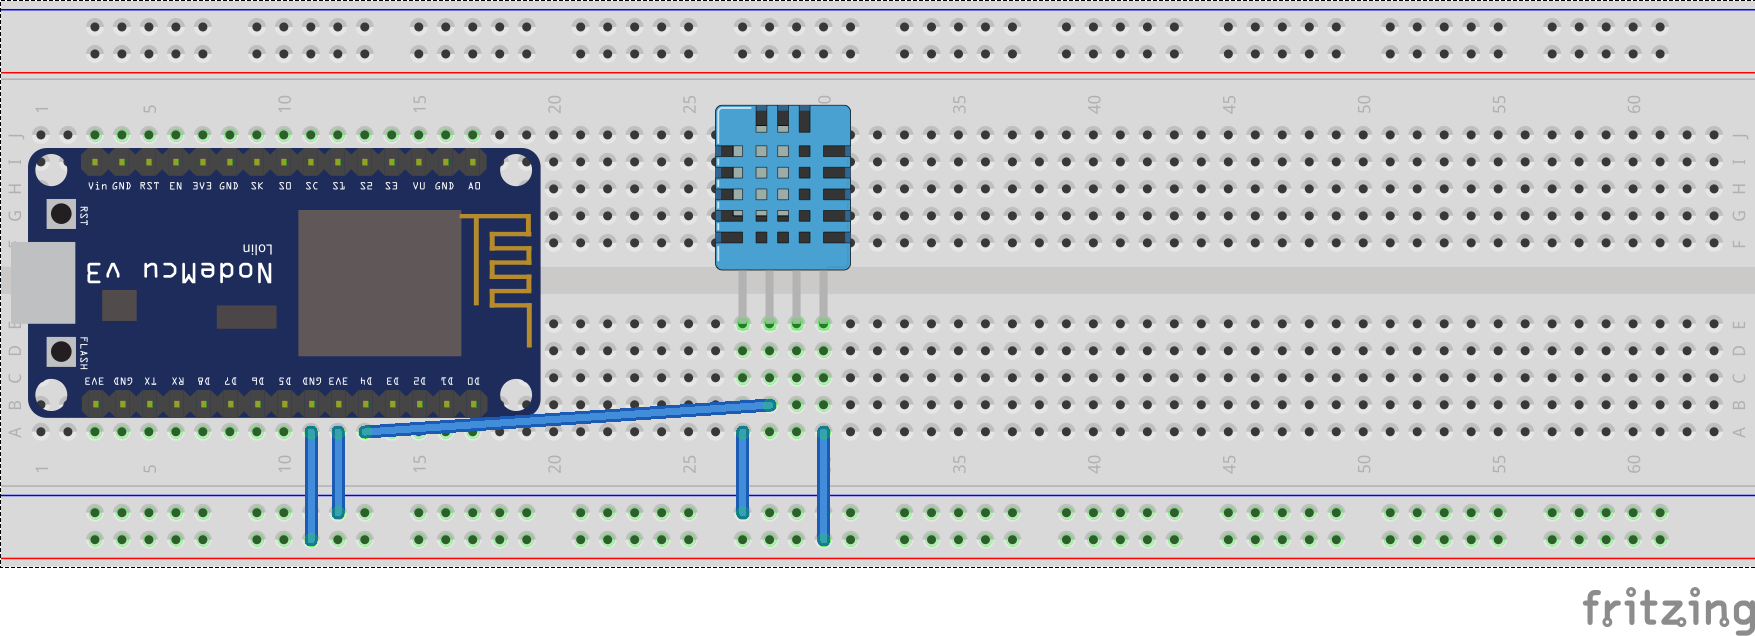 1 5 10 15 20 25 30 35 40 45 50 55 60
J J
I I
Vin GND RST EN 3V3 GND SK SO SC S1 S2 S3 VU GND AO
H H
RST
G G
Lolin
F F
NodeMcu v3
E E
FLASH
D D
3V3 GND TX RX D8 D7 D6 D5 GND 3V3 D4 D3 D2 D1 D0
C C
B B
A A
1 5 10 15 20 25 35 40 45 50 55 60
fritzing